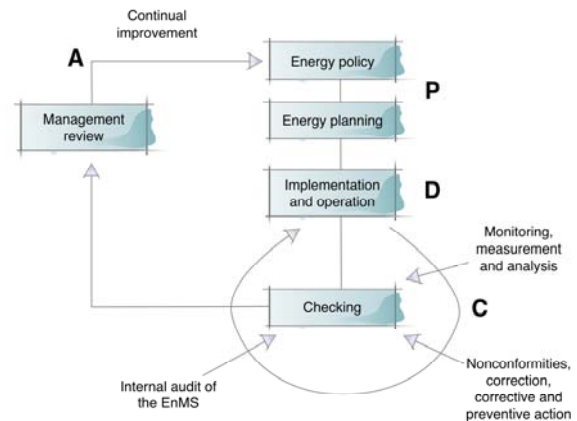 Continual
improvement
A
Energy policy
P
Energy planning
Management
review
Implementation
and operation
D
Monitoring,
measurement
and analysis
Checking
C
Internal audit of
the EnMS
Nonconformities,
correction,
corrective and
preventive action